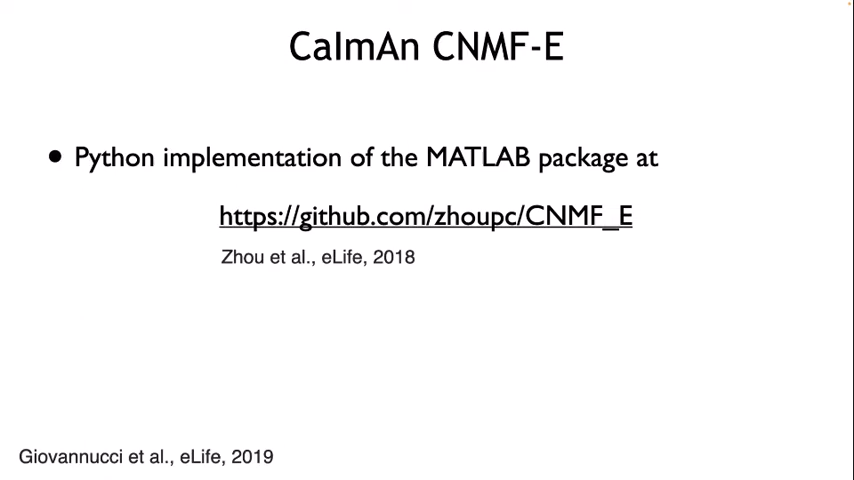 CaImAn CNMF-E
• Python implementation of the MATLAB package at
https://github.com/zhoupc/CNMF_E
Zhou et al., eLife, 2018
Giovannucci et al., eLife, 2019